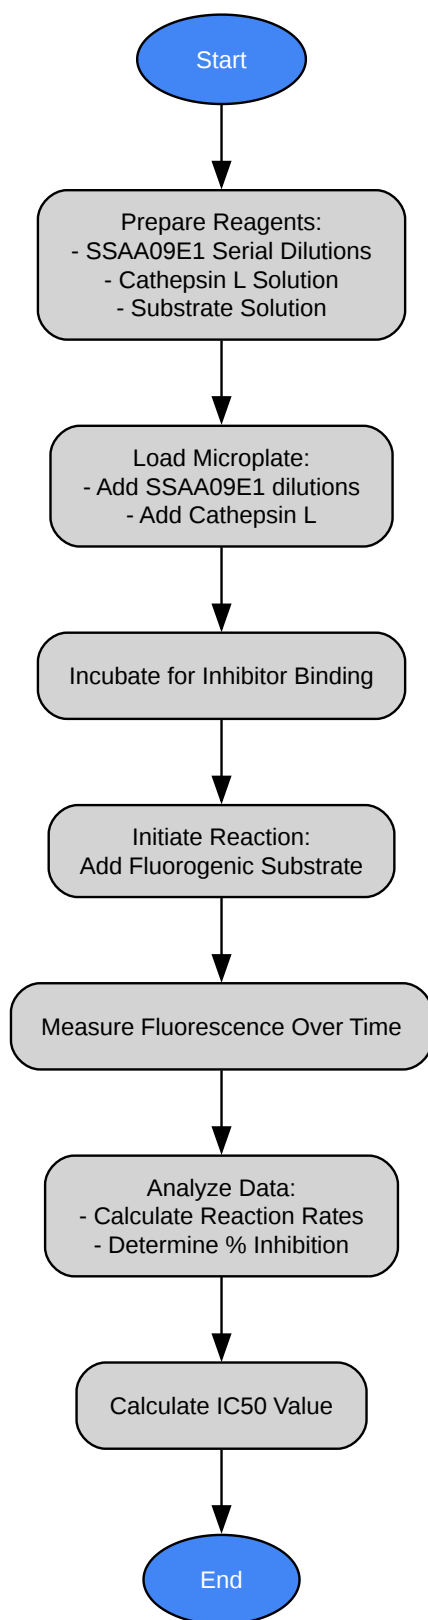 Start
Prepare Reagents:
- SSAA09E1 Serial Dilutions
- Cathepsin L Solution
- Substrate Solution
Load Microplate:
- Add SSAA09E1 dilutions
- Add Cathepsin L
Incubate for Inhibitor Binding
Initiate Reaction:
Add Fluorogenic Substrate
Measure Fluorescence Over Time
Analyze Data:
- Calculate Reaction Rates
- Determine % Inhibition
Calculate IC50 Value
End